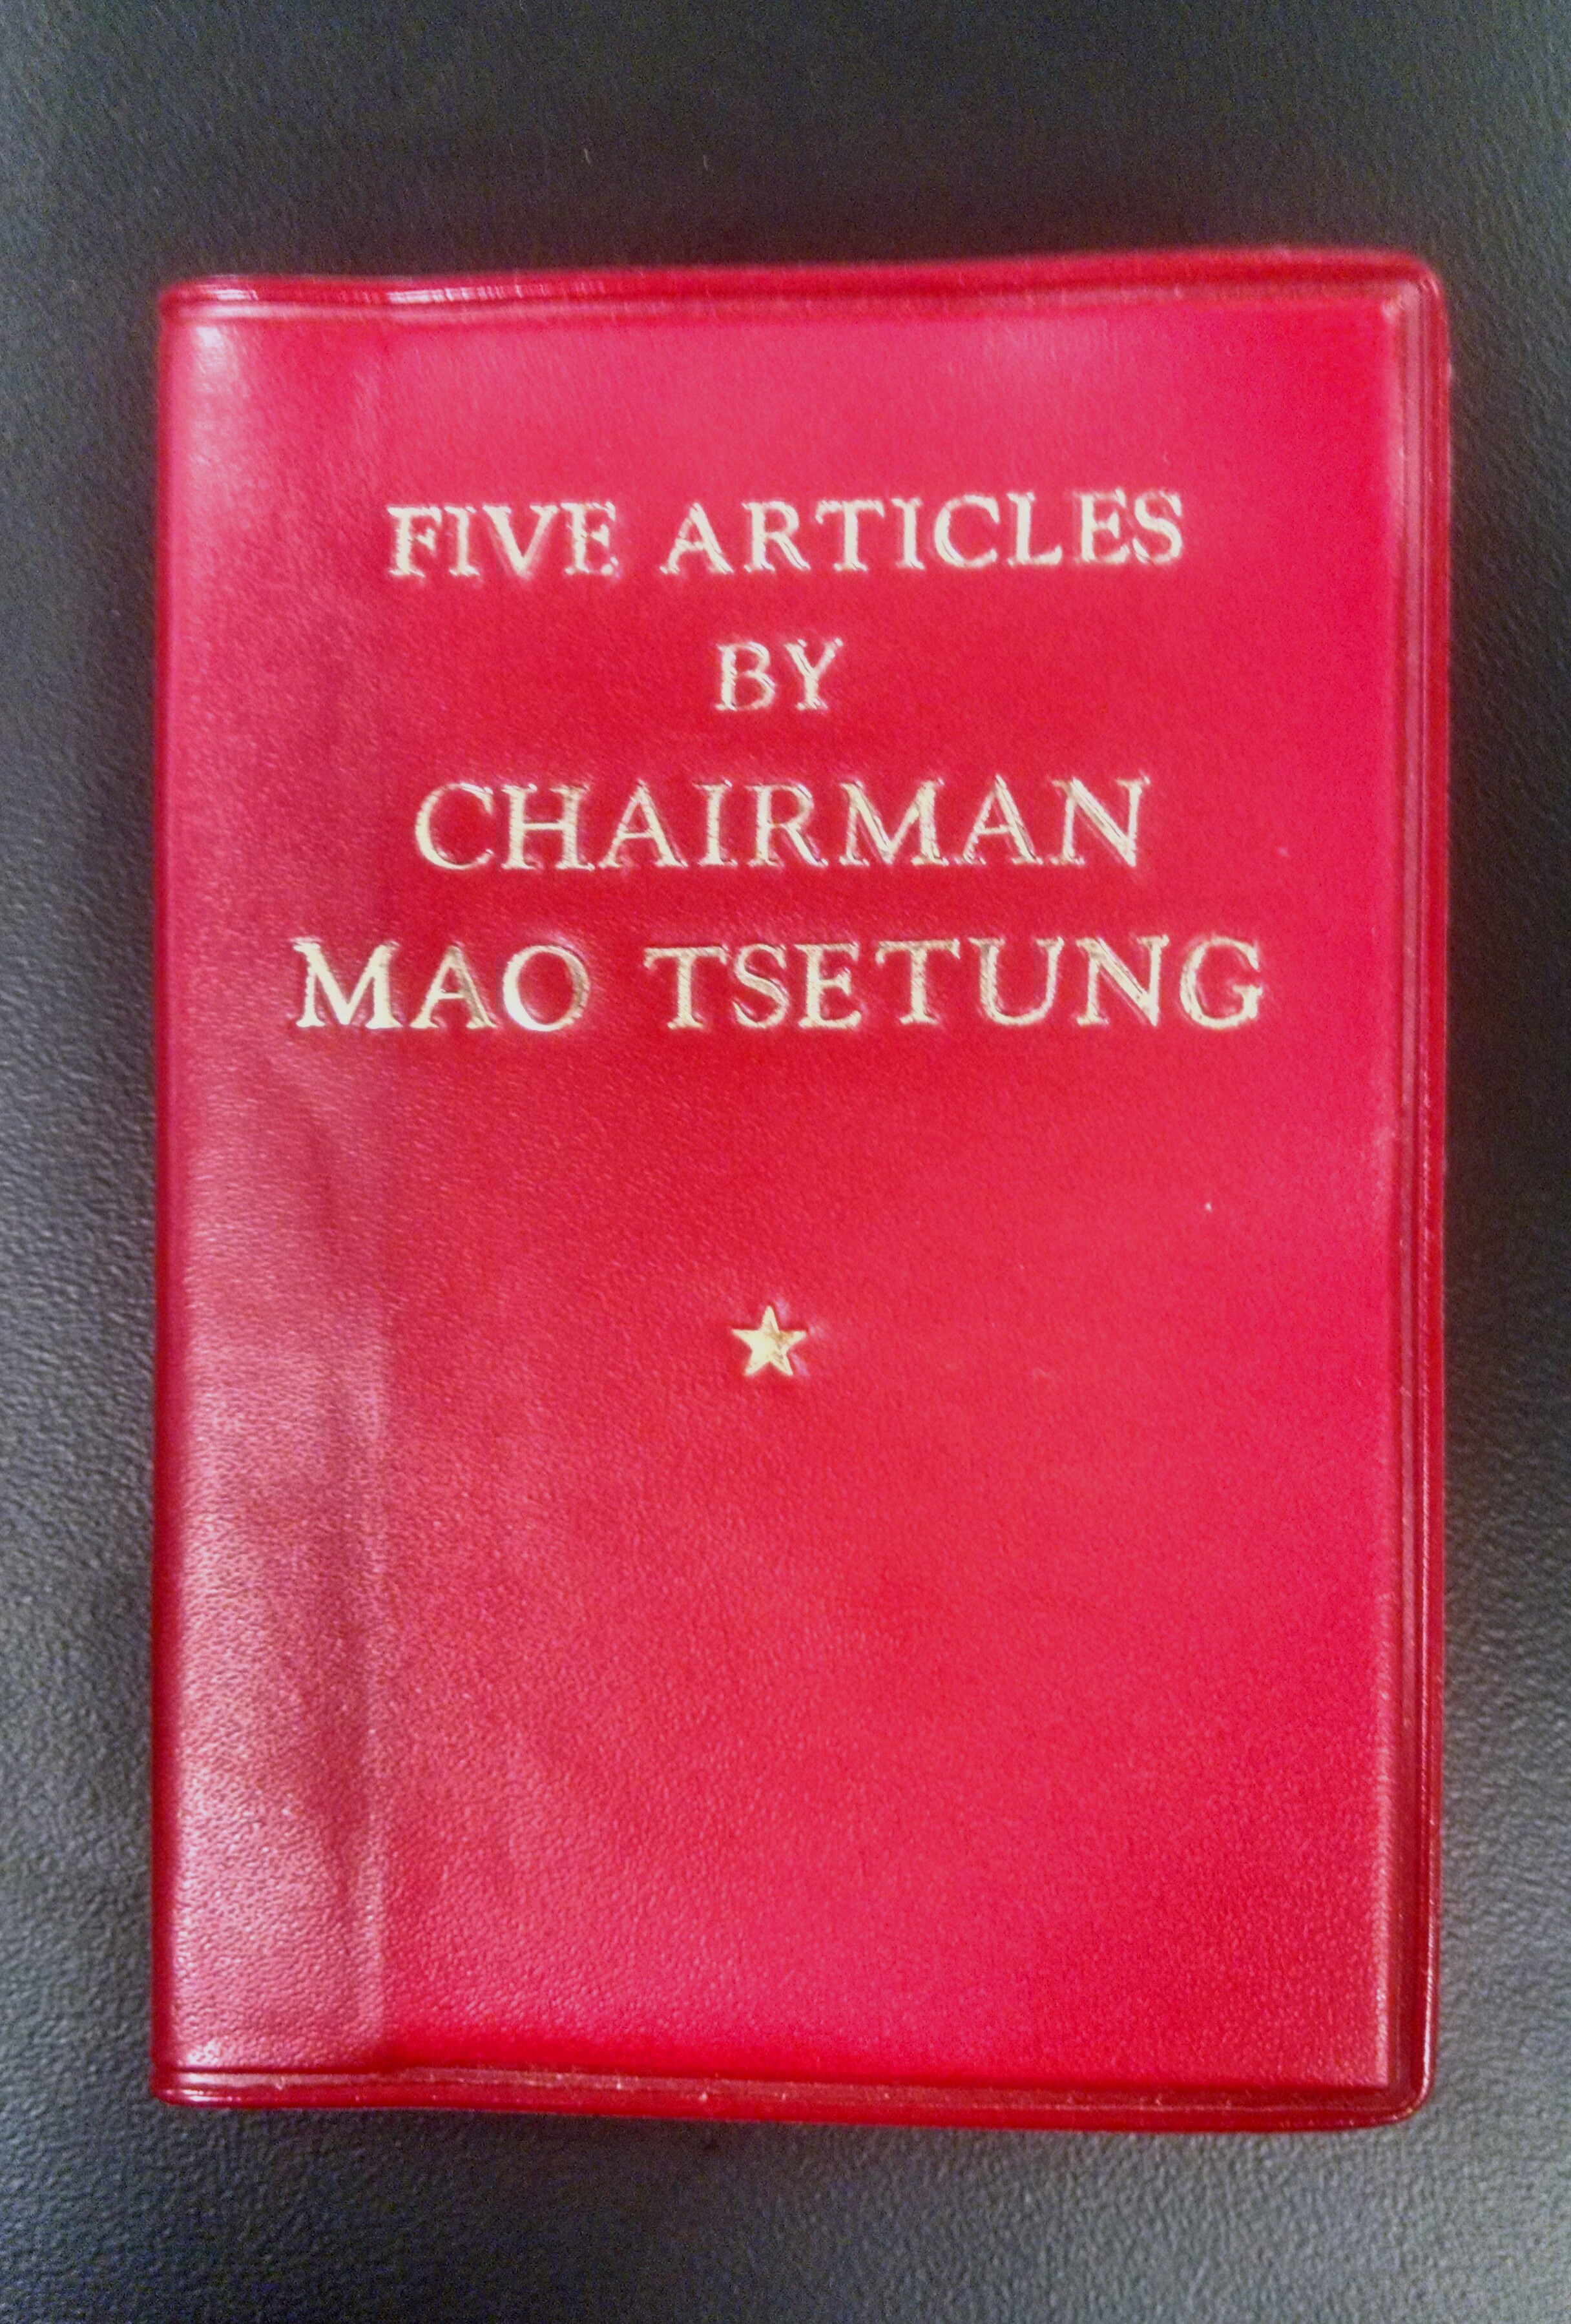 FIVE ARTICLES
BY
CHAIRMAN
MAO TSETUNG